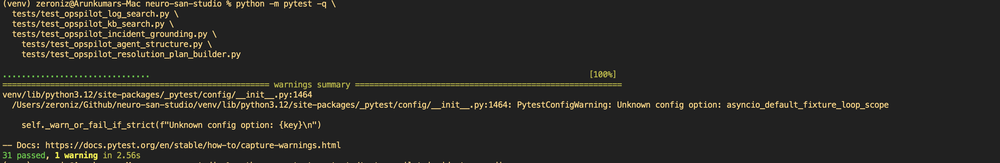 (venv) zeroniz@Arunkumars-Mac neuro-san-studio % python -m pytest -q \
  tests/test_opspilot_log_search.py \
  tests/test_opspilot_kb_search.py \
  tests/test_opspilot_incident_grounding.py \
    tests/test_opspilot_agent_structure.py \
    tests/test_opspilot_resolution_plan_builder.py
............................... [100%]
======================================================== warnings summary ========================================================
venv/lib/python3.12/site-packages/_pytest/config/__init__.py:1464
  /Users/zeroniz/Github/neuro-san-studio/venv/lib/python3.12/site-packages/_pytest/config/__init__.py:1464: PytestConfigWarning: Unknown config option: asyncio_default_fixture_loop_scope
    self._warn_or_fail_if_strict(f"Unknown config option: {key}\n")
-- Docs: https://docs.pytest.org/en/stable/how-to/capture-warnings.html
31 passed, 1 warning in 2.56s